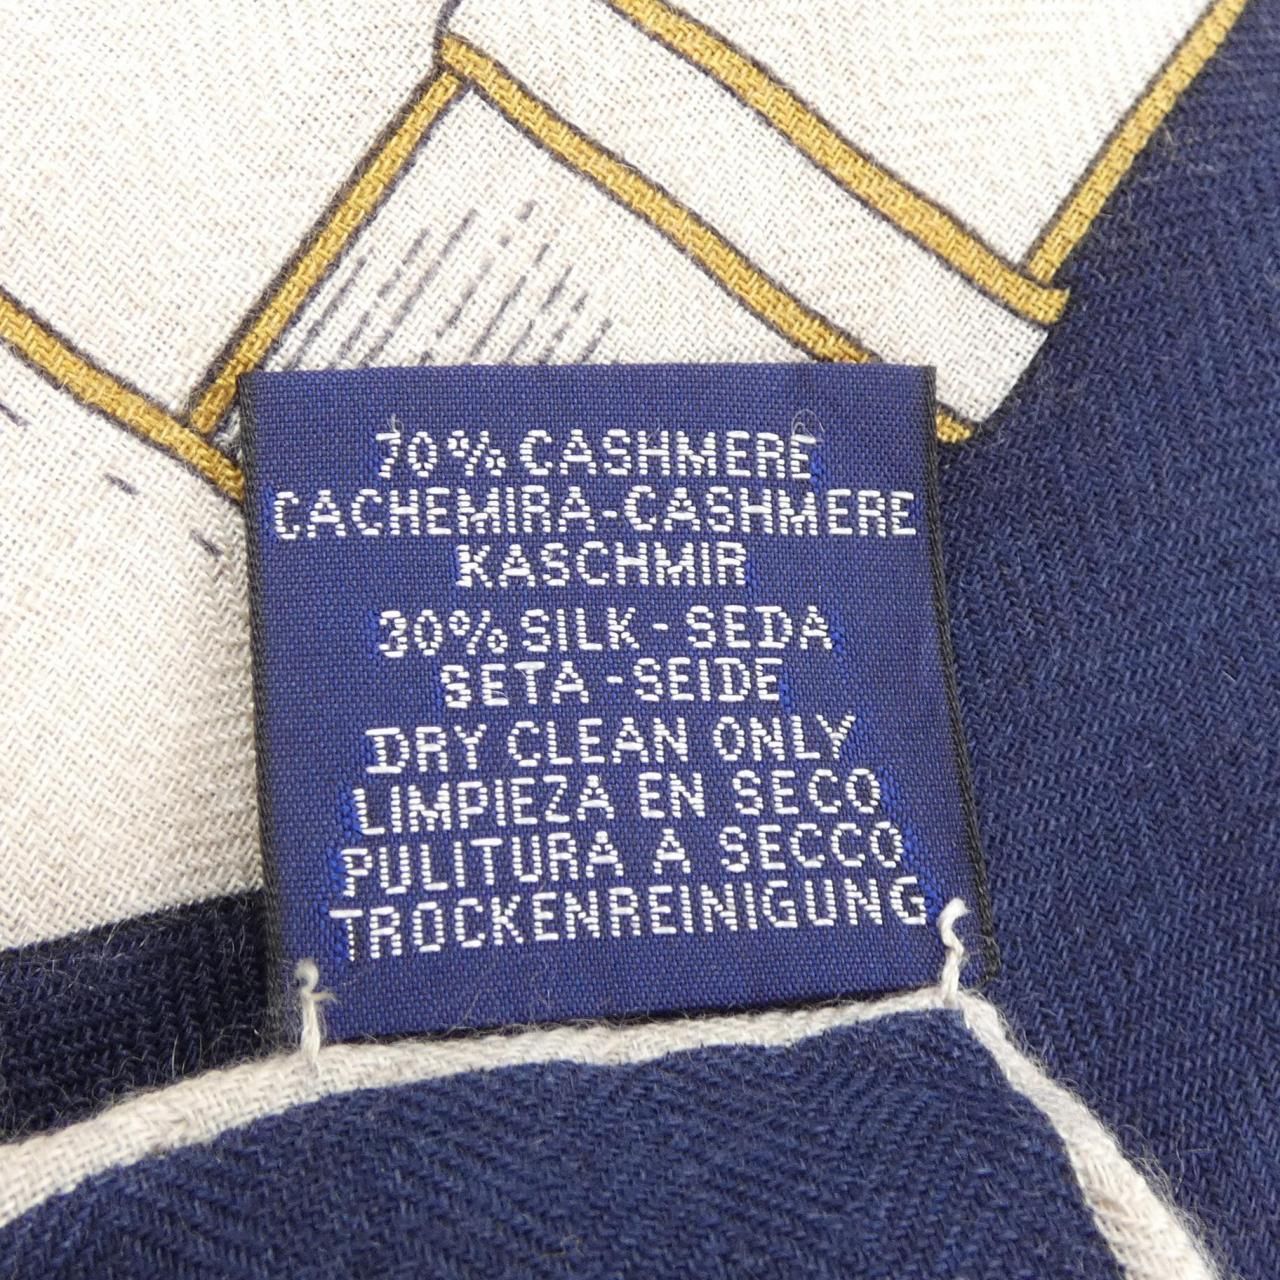 70% CASHMERE
CACHEMIRA-CASHMERE
KASCHMIR
30% SILK - SEDA
SETA - SEIDE
DRY CLEAN ONLY
LIMPIEZA EN SECO
PULITURA A SECCO
TROCKENREINIGUNG